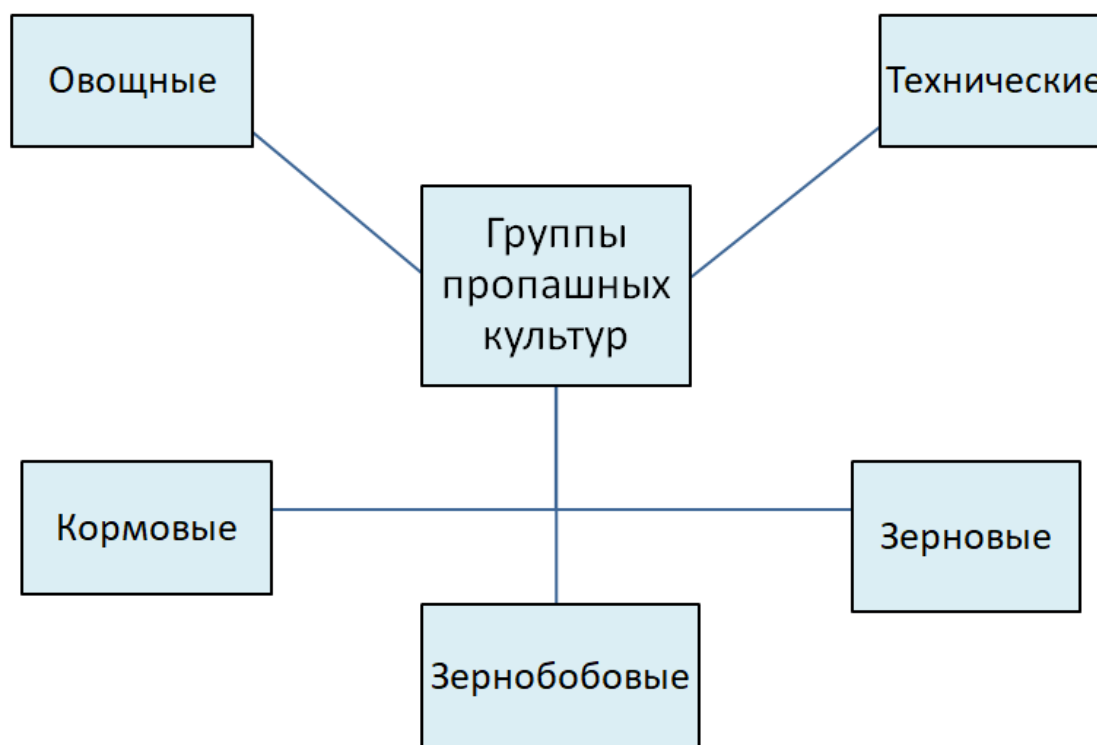 Овощные
Технические
Группы
пропашных
культур
Кормовые
Зерновые
Зернобобовые